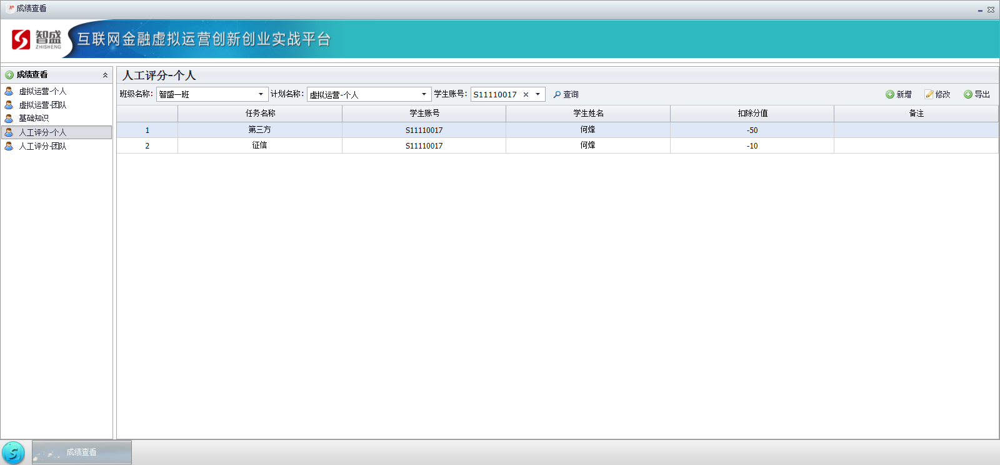 成绩查看
智盛
ZHISHENG
互联网金融虚拟运营创新创业实战平台
成绩查看
虚拟运营-个人
虚拟运营-团队
基础知识
人工评分-个人
人工评分-团队
人工评分-个人
班级名称: 智盛一班 计划名称: 虚拟运营-个人 学生账号: S11110017 查询 新增 修改 导出
任务名称 学生账号 学生姓名 扣除分值 备注
1 第三方 S11110017 何烽 -50
2 征信 S11110017 何烽 -10
成绩查看